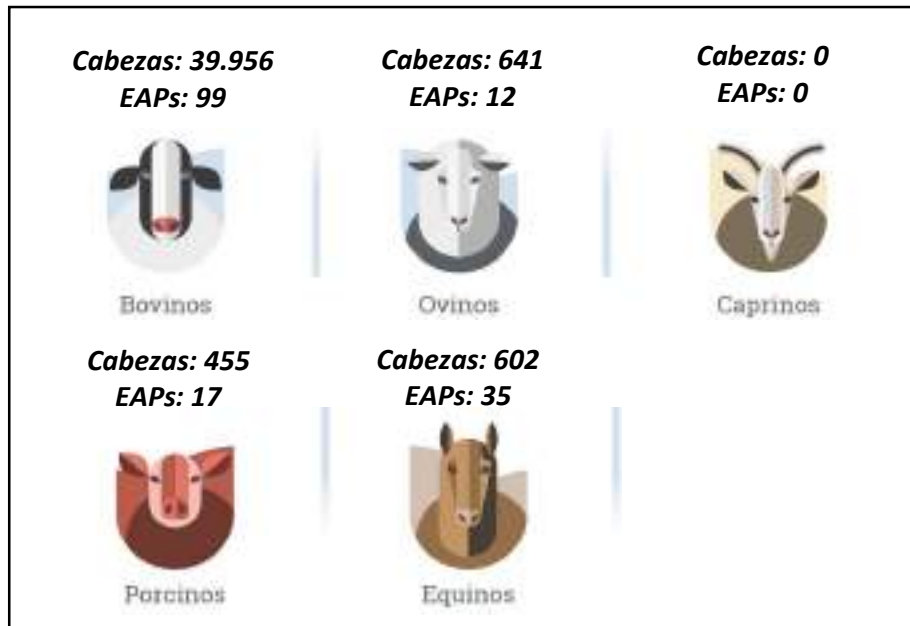 Cabezas: 39.956
EAPs: 99
Cabezas: 641
EAPs: 12
Cabezas: 0
EAPs: 0
Bovinos
Ovinos
Caprinos
Cabezas: 455
EAPs: 17
Cabezas: 602
EAPs: 35
Porcinos
Equinos